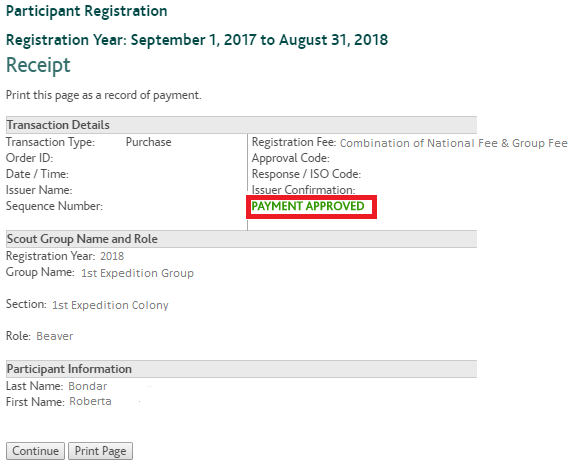 Participant Registration
Registration Year: September 1, 2017 to August 31, 2018
Receipt
Print this page as a record of payment.
Transaction Details
Transaction Type: Purchase Registration Fee: Combination of National Fee & Group Fee
Order ID: Approval Code:
Date / Time: Response / ISO Code:
Issuer Name: Issuer Confirmation:
Sequence Number: PAYMENT APPROVED
Scout Group Name and Role
Registration Year: 2018
Group Name: 1st Expedition Group
Section: 1st Expedition Colony
Role: Beaver
Participant Information
Last Name: Bondar
First Name: Roberta
Continue Print Page